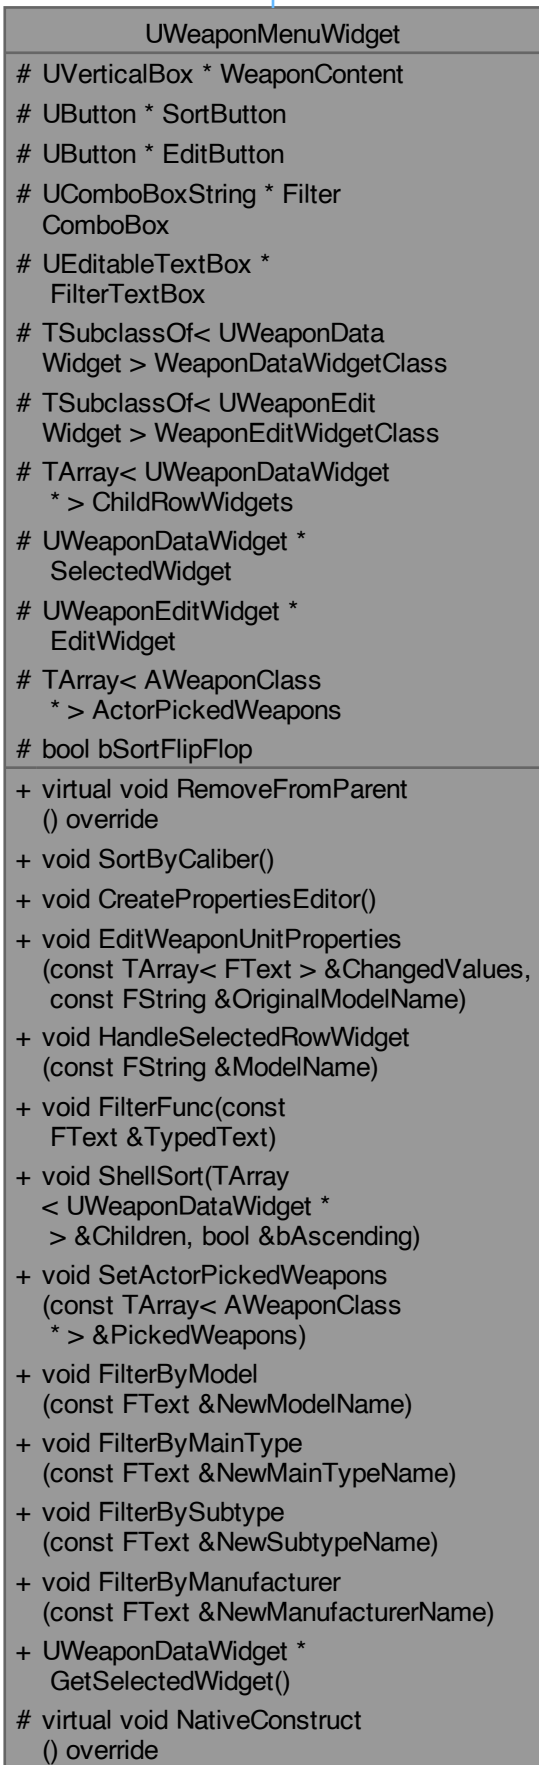 UWeaponMenuWidget
# UVerticalBox * WeaponContent
# UButton * SortButton
# UButton * EditButton
# UComboBoxString * Filter
ComboBox
# UEditableTextBox *
FilterTextBox
# TSubclassOf< UWeaponData
Widget > WeaponDataWidgetClass
# TSubclassOf< UWeaponEdit
Widget > WeaponEditWidgetClass
# TArray< UWeaponDataWidget
* > ChildRowWidgets
# UWeaponDataWidget *
SelectedWidget
# UWeaponEditWidget *
EditWidget
# TArray< AWeaponClass
* > ActorPickedWeapons
# bool bSortFlipFlop
+ virtual void RemoveFromParent
() override
+ void SortByCaliber()
+ void CreatePropertiesEditor()
+ void EditWeaponUnitProperties
(const TArray< FText > &ChangedValues,
const FString &OriginalModelName)
+ void HandleSelectedRowWidget
(const FString &ModelName)
+ void FilterFunc(const
FText &TypedText)
+ void ShellSort(TArray
< UWeaponDataWidget *
> &Children, bool &bAscending)
+ void SetActorPickedWeapons
(const TArray< AWeaponClass
* > &PickedWeapons)
+ void FilterByModel
(const FText &NewModelName)
+ void FilterByMainType
(const FText &NewMainTypeName)
+ void FilterBySubtype
(const FText &NewSubtypeName)
+ void FilterByManufacturer
(const FText &NewManufacturerName)
+ UWeaponDataWidget *
GetSelectedWidget()
# virtual void NativeConstruct
() override